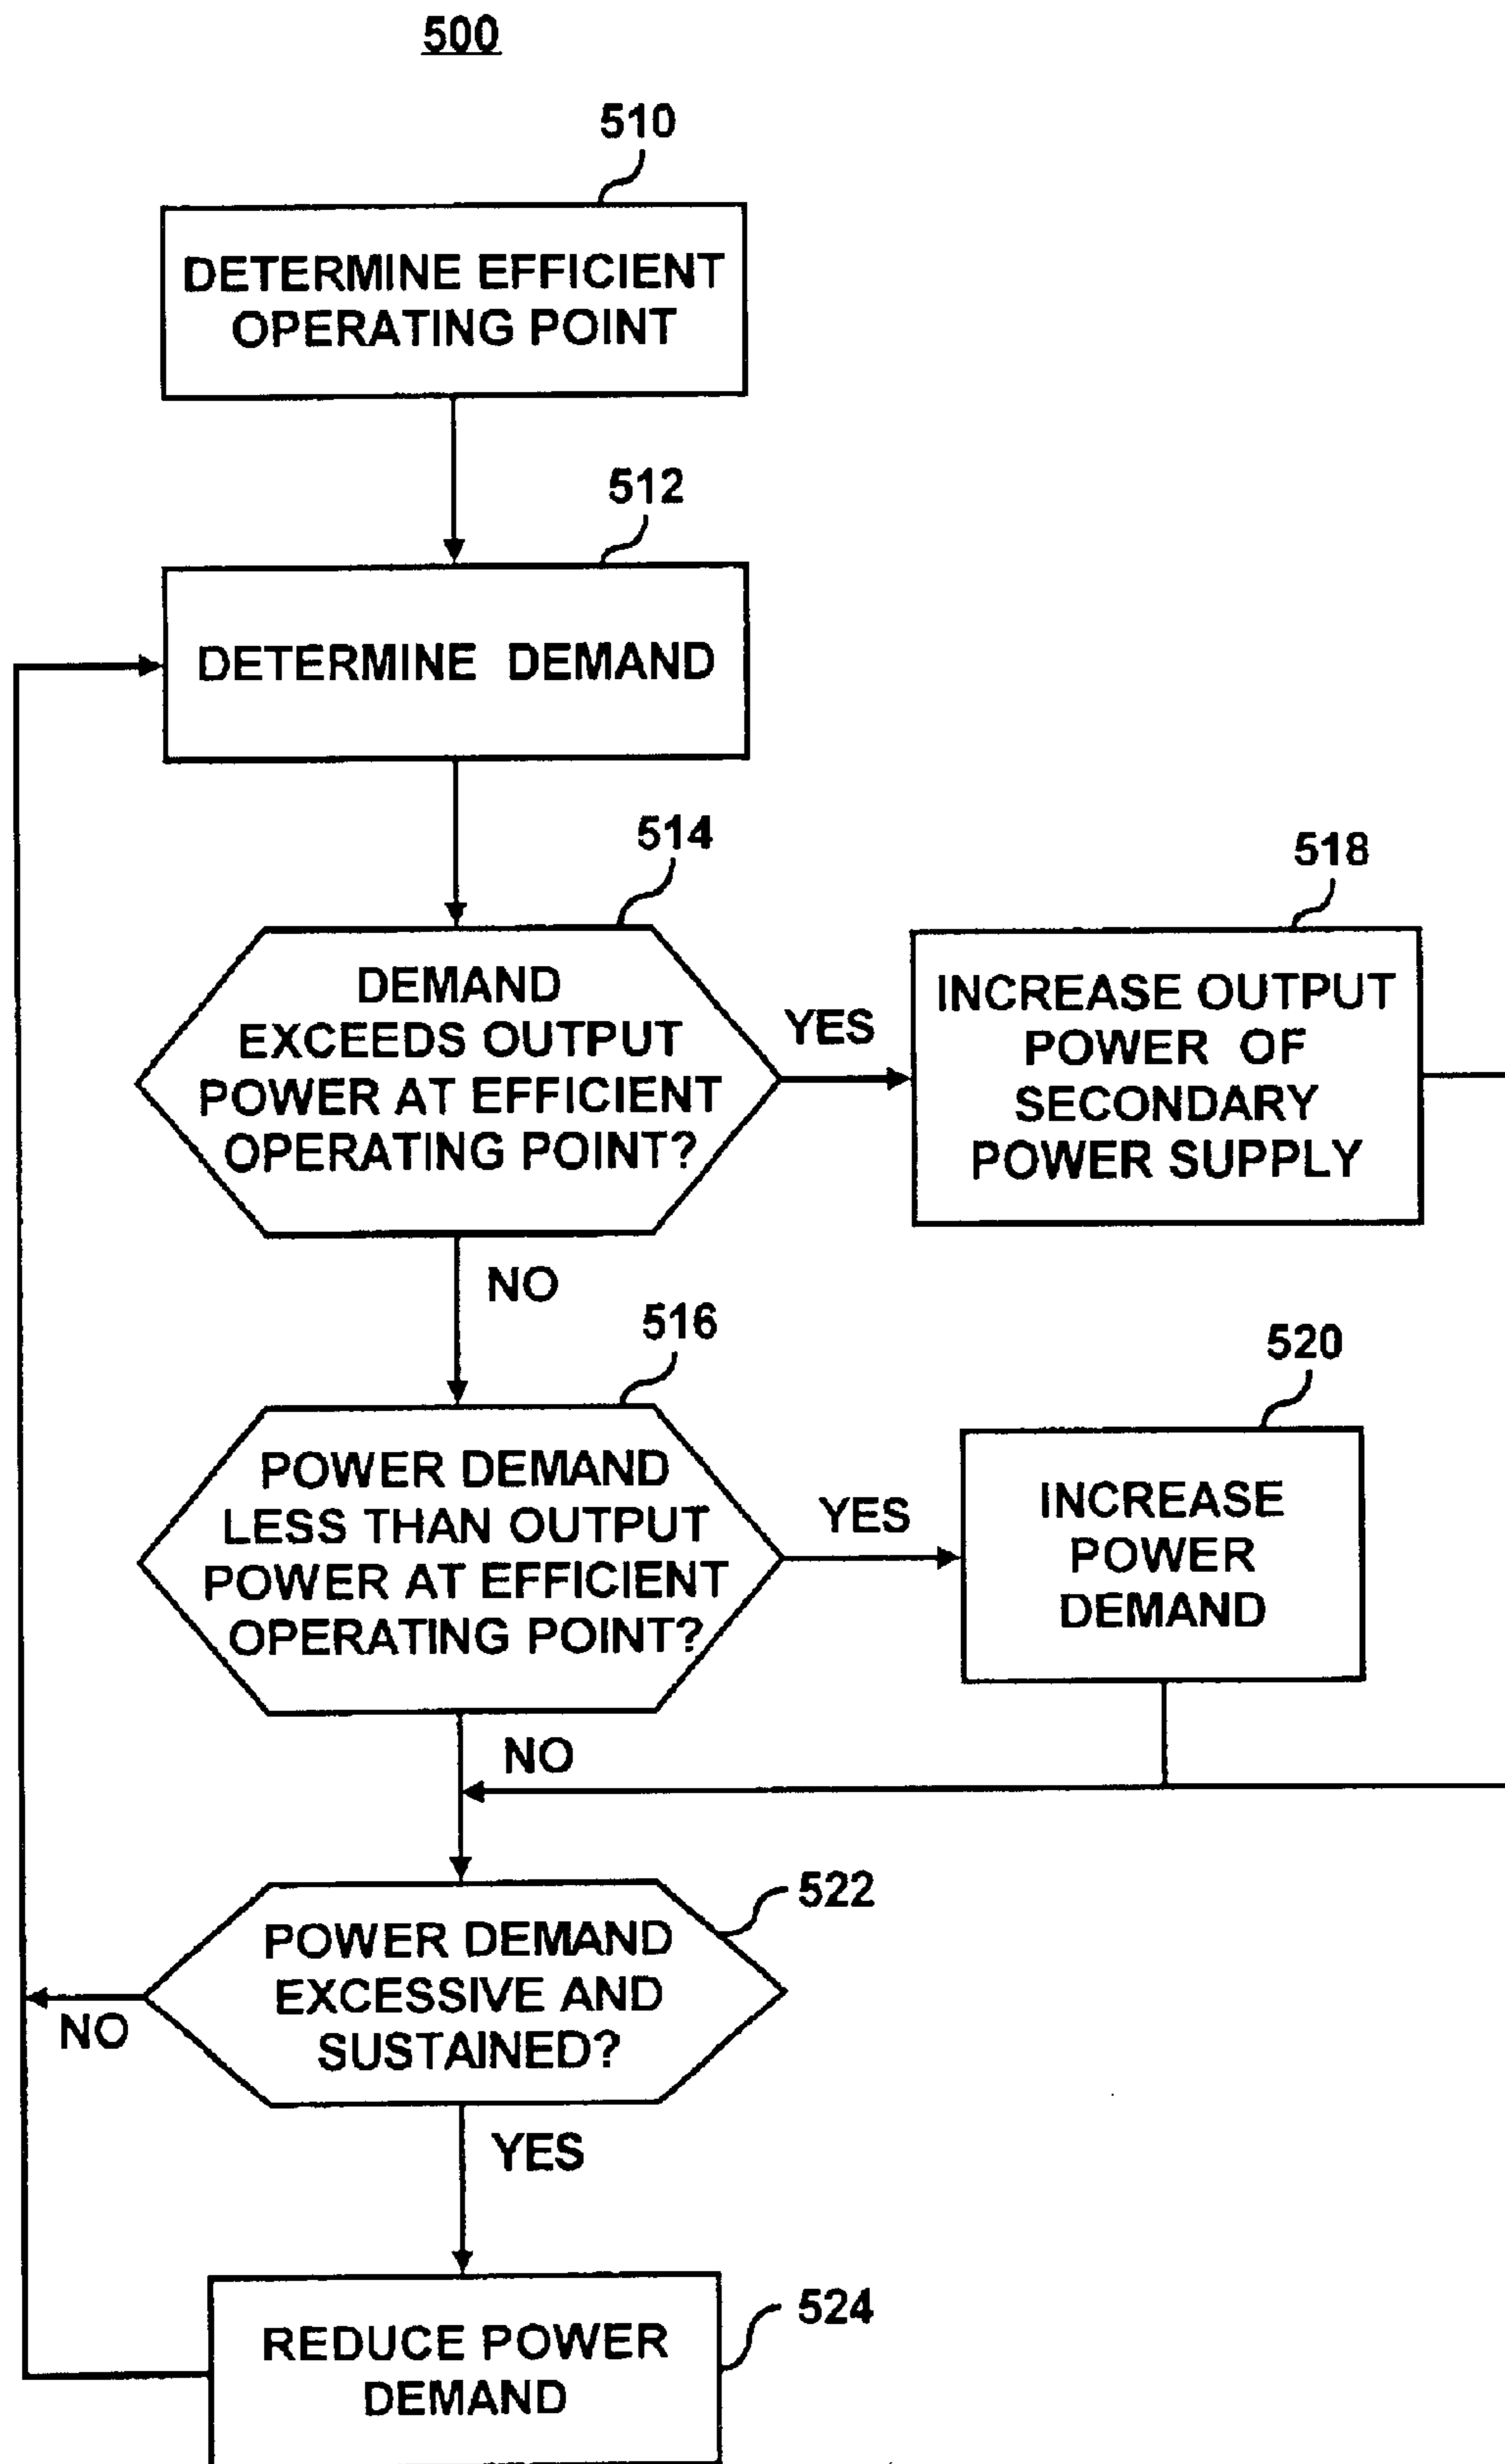 500
510
DETERMINE EFFICIENT
OPERATING POINT
512
DETERMINE DEMAND
514
DEMAND
EXCEEDS OUTPUT
POWER AT EFFICIENT
OPERATING POINT?
YES
518
INCREASE OUTPUT
POWER OF
SECONDARY
POWER SUPPLY
NO
516
POWER DEMAND
LESS THAN OUTPUT
POWER AT EFFICIENT
OPERATING POINT?
YES
520
INCREASE
POWER
DEMAND
NO
522
POWER DEMAND
EXCESSIVE AND
SUSTAINED?
NO
YES
524
REDUCE POWER
DEMAND